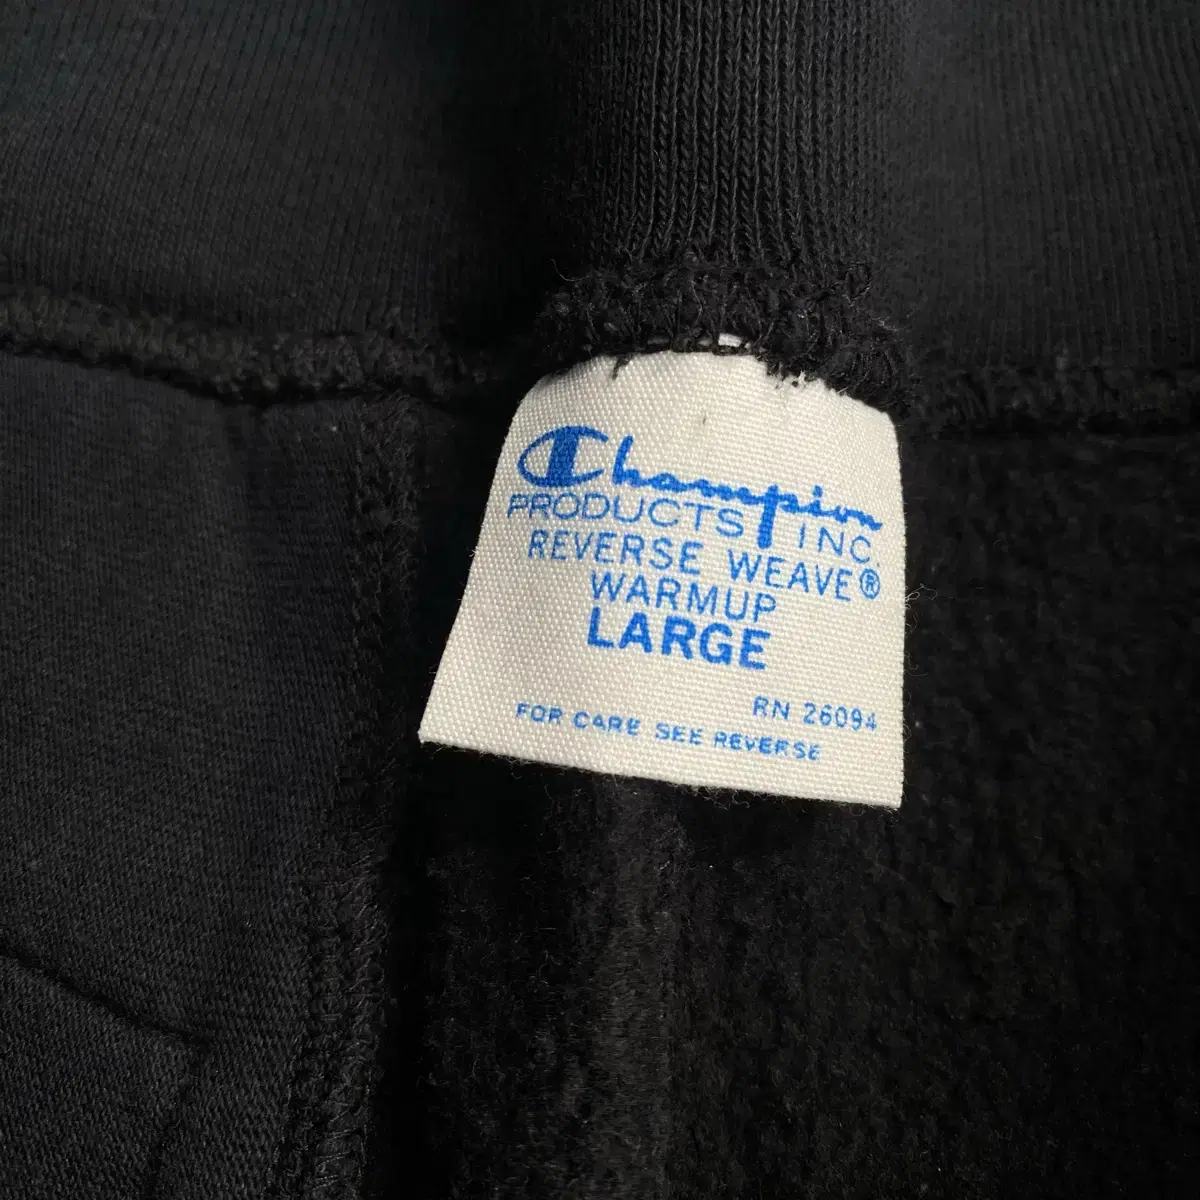 Champion
PRODUCTS INC
REVERSE WEAVE®
WARMUP
LARGE
RN 26094
FOR CARE SEE REVERSE